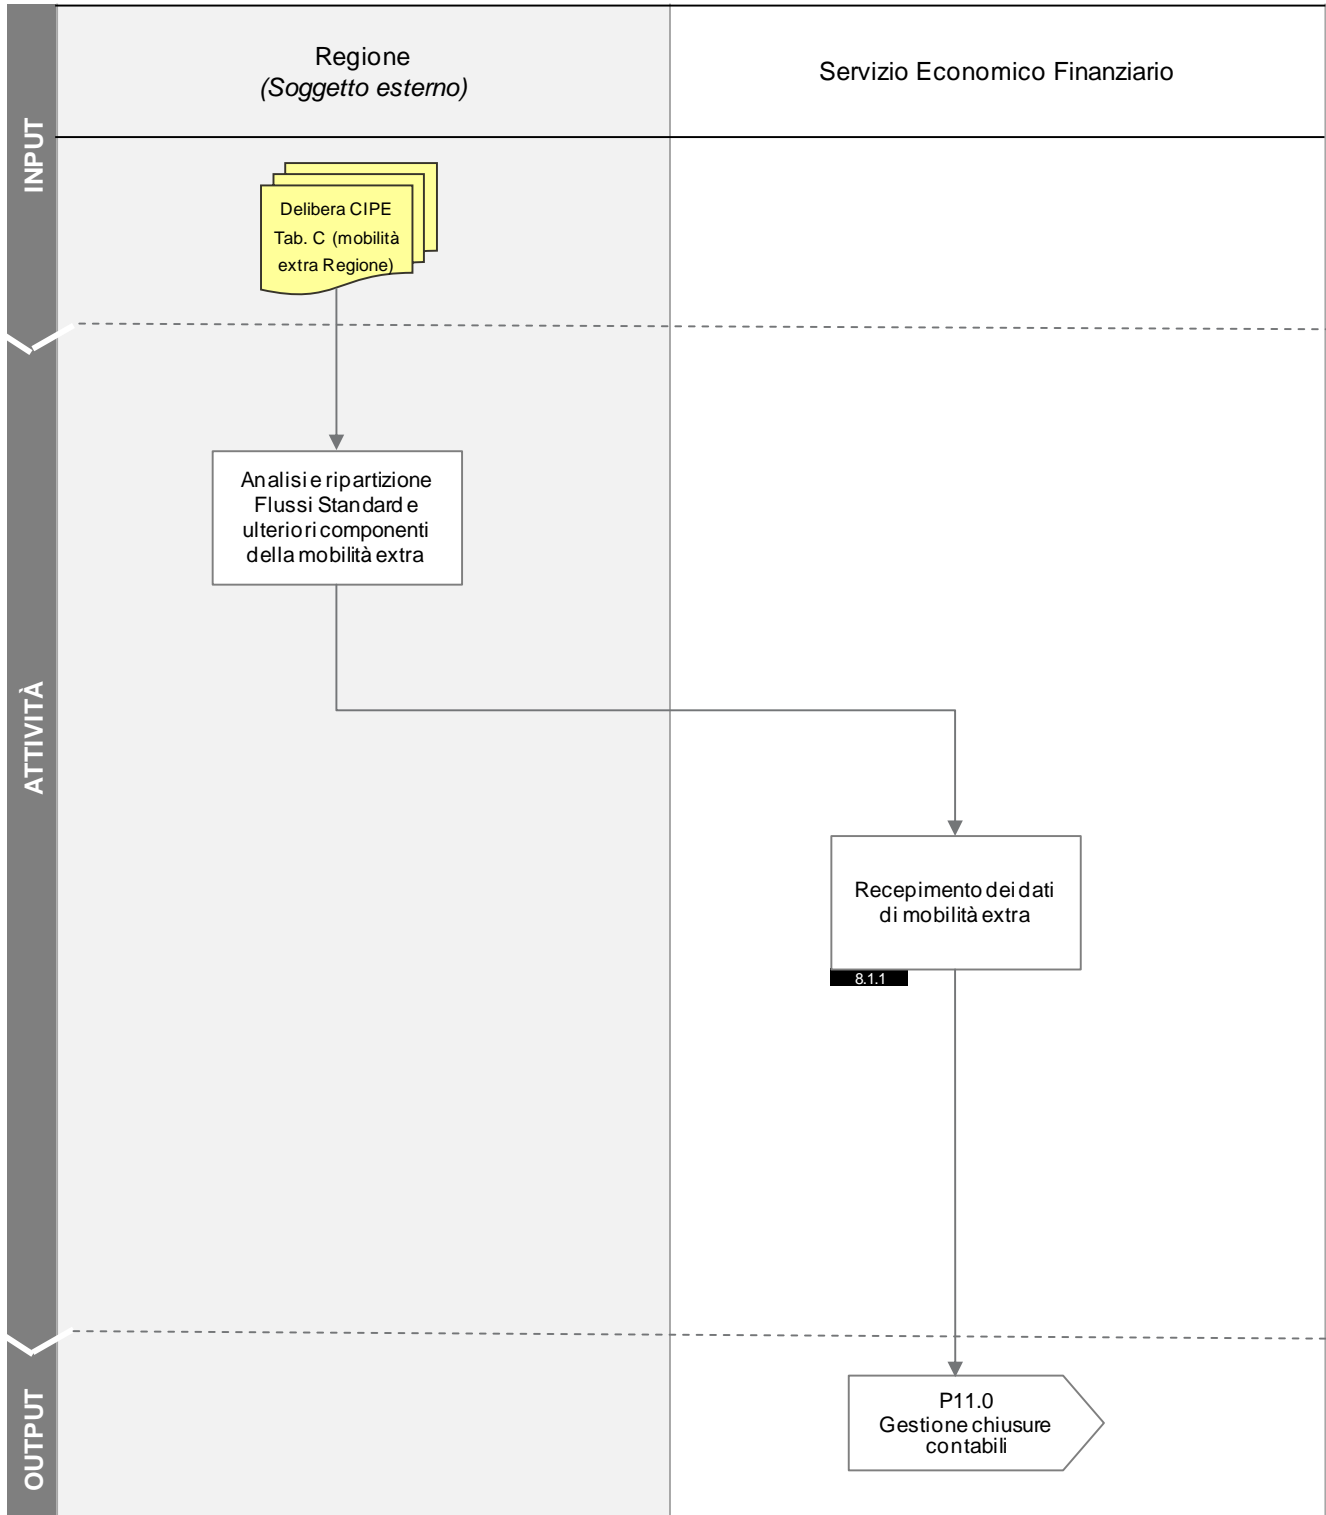 Regione
(Soggetto esterno)
Servizio Economico Finanziario
INPUT
Delibera CIPE
Tab. C (mobilità
extra Regione)
ATTIVITÀ
Analisi e ripartizione
Flussi Standard e
ulteriori componenti
della mobilità extra
Recepimento dei dati
di mobilità extra
8.1.1
OUTPUT
P11.0
Gestione chiusure
contabili